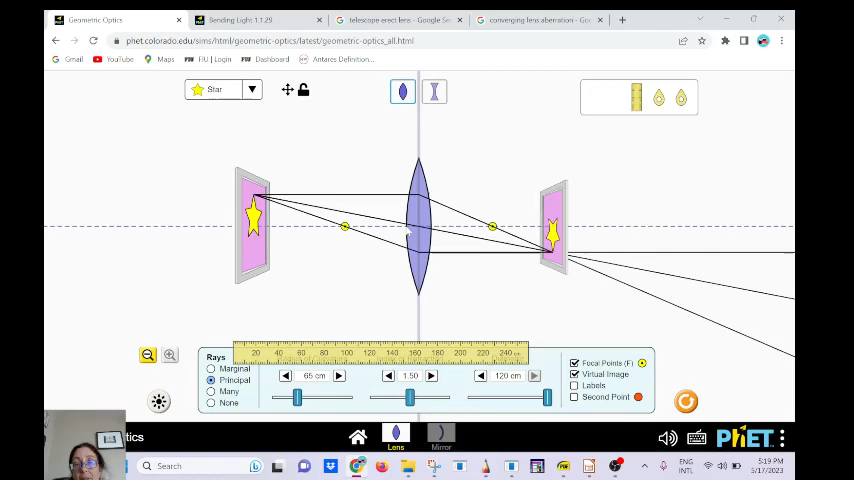 Geometric Optics
Bending Light 1.1.29
telescope erect lens - Google Se
converging lens aberration - Goo
phet.colorado.edu/sims/html/geometric-optics/latest/geometric-optics_all.html
Gmail
YouTube
Maps
FIU | Login
Dashboard
Antares Definition...
Star
20 40 60 80 100 120 140 160 180 200 220 240 cm
Rays
Marginal
Principal
Many
None
65 cm
1.50
120 cm
Focal Points (F)
Virtual Image
Labels
Second Point
tics
Lens
Mirror
PhET
Search
ENG
INTL
5:19 PM
5/17/2023